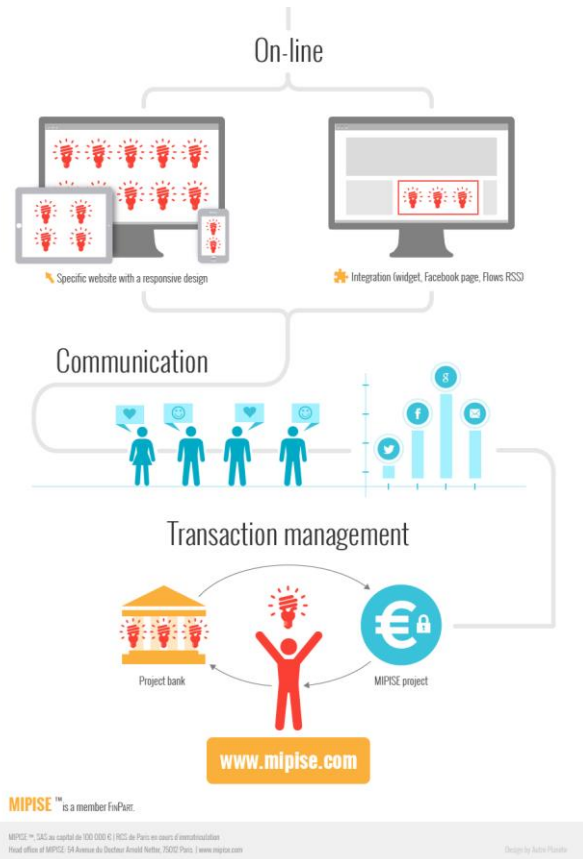 On-line
Specific website with a responsive design
Integration (widget, Facebook page, Flows RSS)
Communication
Transaction management
Project bank
MIPISE project
www.mipise.com
MIPISE ™ is a member FINPART.
MIPISE ™, SAS au capital de 100 000 € | RCS de Paris en cours d'immatriculation
Head office of MIPISE: 54 Avenue du Docteur Arnold Netter, 75012 Paris | www.mipise.com
Design by Autre Planète